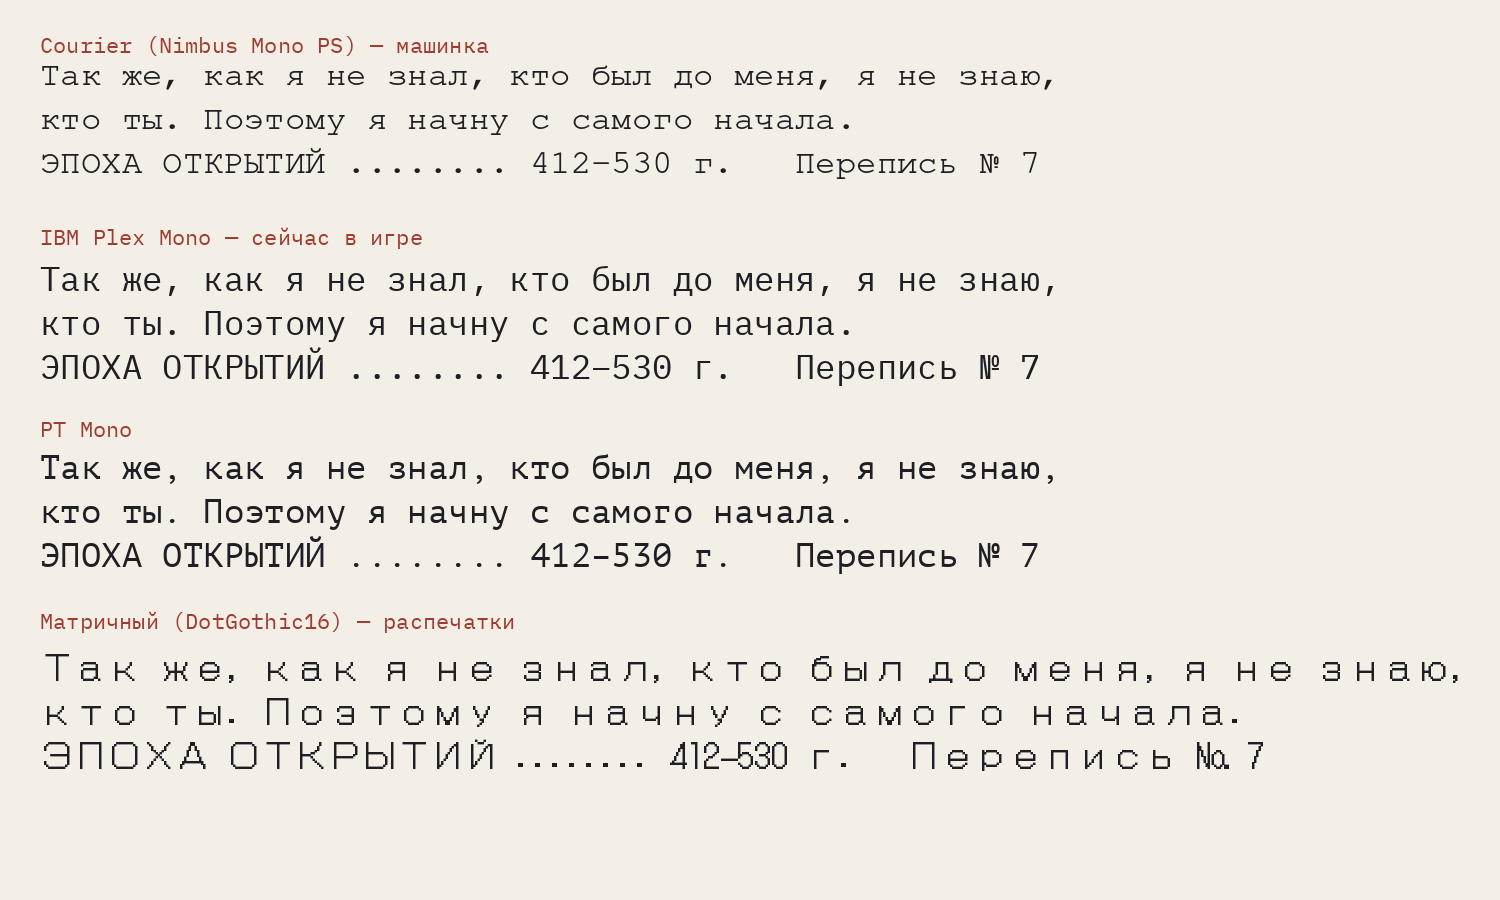 Courier (Nimbus Mono PS) — машинка
Так же, как я не знал, кто был до меня, я не знаю,
кто ты. Поэтому я начну с самого начала.
ЭПОХА ОТКРЫТИЙ ........ 412–530 г.   Перепись № 7
IBM Plex Mono — сейчас в игре
Так же, как я не знал, кто был до меня, я не знаю,
кто ты. Поэтому я начну с самого начала.
ЭПОХА ОТКРЫТИЙ ........ 412–530 г.   Перепись № 7
PT Mono
Так же, как я не знал, кто был до меня, я не знаю,
кто ты. Поэтому я начну с самого начала.
ЭПОХА ОТКРЫТИЙ ........ 412–530 г.   Перепись № 7
Матричный (DotGothic16) — распечатки
Так же, как я не знал, кто был до меня, я не знаю,
кто ты. Поэтому я начну с самого начала.
ЭПОХА ОТКРЫТИЙ ........ 412–530 г.   Перепись № 7